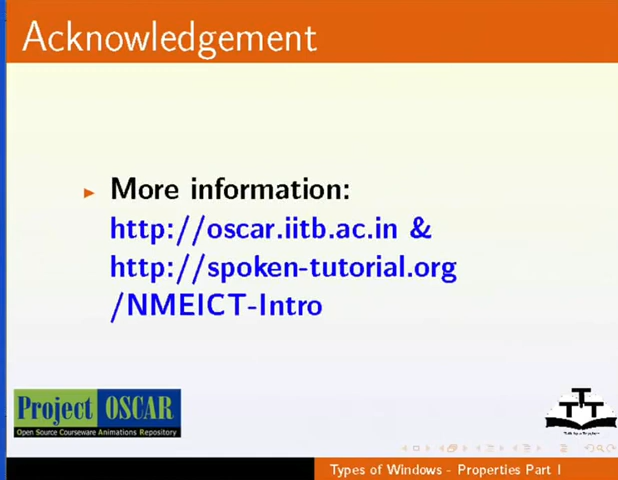 Acknowledgement
More information:
http://oscar.iitb.ac.in &
http://spoken-tutorial.org
/NMEICT-Intro
Project OSCAR
Open Source Courseware Animations Repository
TTT
Types of Windows - Properties Part I